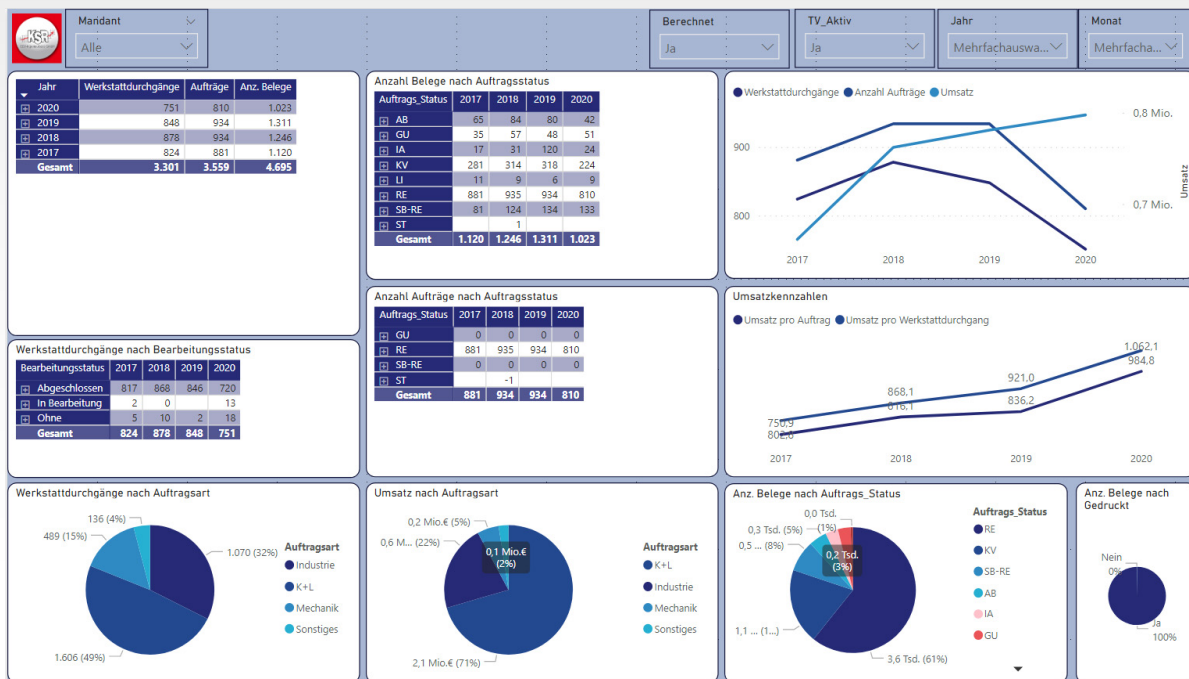 KSR
Mandant
Alle
Berechnet
Ja
TV_Aktiv
Ja
Jahr
Mehrfachauswa...
Monat
Mehrfacha...
Jahr Werkstattdurchgänge Aufträge Anz. Belege
2020 751 810 1.023
2019 848 934 1.311
2018 878 934 1.246
2017 824 881 1.120
Gesamt 3.301 3.559 4.695
Anzahl Belege nach Auftragsstatus
Auftrags_Status 2017 2018 2019 2020
AB 65 84 80 42
GU 35 57 48 51
IA 17 31 120 24
KV 281 314 318 224
LI 11 9 6 9
RE 881 935 934 810
SB-RE 81 124 134 133
ST 1
Gesamt 1.120 1.246 1.311 1.023
Werkstattdurchgänge Anzahl Aufträge Umsatz
900
800
0,8 Mio.
0,7 Mio.
Umsatz
2017 2018 2019 2020
Werkstattdurchgänge nach Bearbeitungsstatus
Bearbeitungsstatus 2017 2018 2019 2020
Abgeschlossen 817 868 846 720
In Bearbeitung 2 0 13
Ohne 5 10 2 18
Gesamt 824 878 848 751
Anzahl Aufträge nach Auftragsstatus
Auftrags_Status 2017 2018 2019 2020
GU 0 0 0 0
RE 881 935 934 810
SB-RE 0 0 0 0
ST -1
Gesamt 881 934 934 810
Umsatzkennzahlen
Umsatz pro Auftrag Umsatz pro Werkstattdurchgang
750,9
868,1
816,1
921,0
836,2
1.062,1
984,8
2017 2018 2019 2020
Werkstattdurchgänge nach Auftragsart
136 (4%)
489 (15%)
1.070 (32%)
1.606 (49%)
Auftragsart
Industrie
K+L
Mechanik
Sonstiges
Umsatz nach Auftragsart
0,2 Mio.€ (5%)
0,6 M... (22%)
0,1 Mio.€
(2%)
2,1 Mio.€ (71%)
Auftragsart
K+L
Industrie
Mechanik
Sonstiges
Anz. Belege nach Auftrags_Status
0,0 Tsd.
(1%)
0,3 Tsd. (5%)
0,5 ... (8%)
0,2 Tsd.
(3%)
1,1 ... (1...)
3,6 Tsd. (61%)
Auftrags_Status
RE
KV
SB-RE
AB
IA
GU
Anz. Belege nach
Gedruckt
Nein
0%
Ja
100%